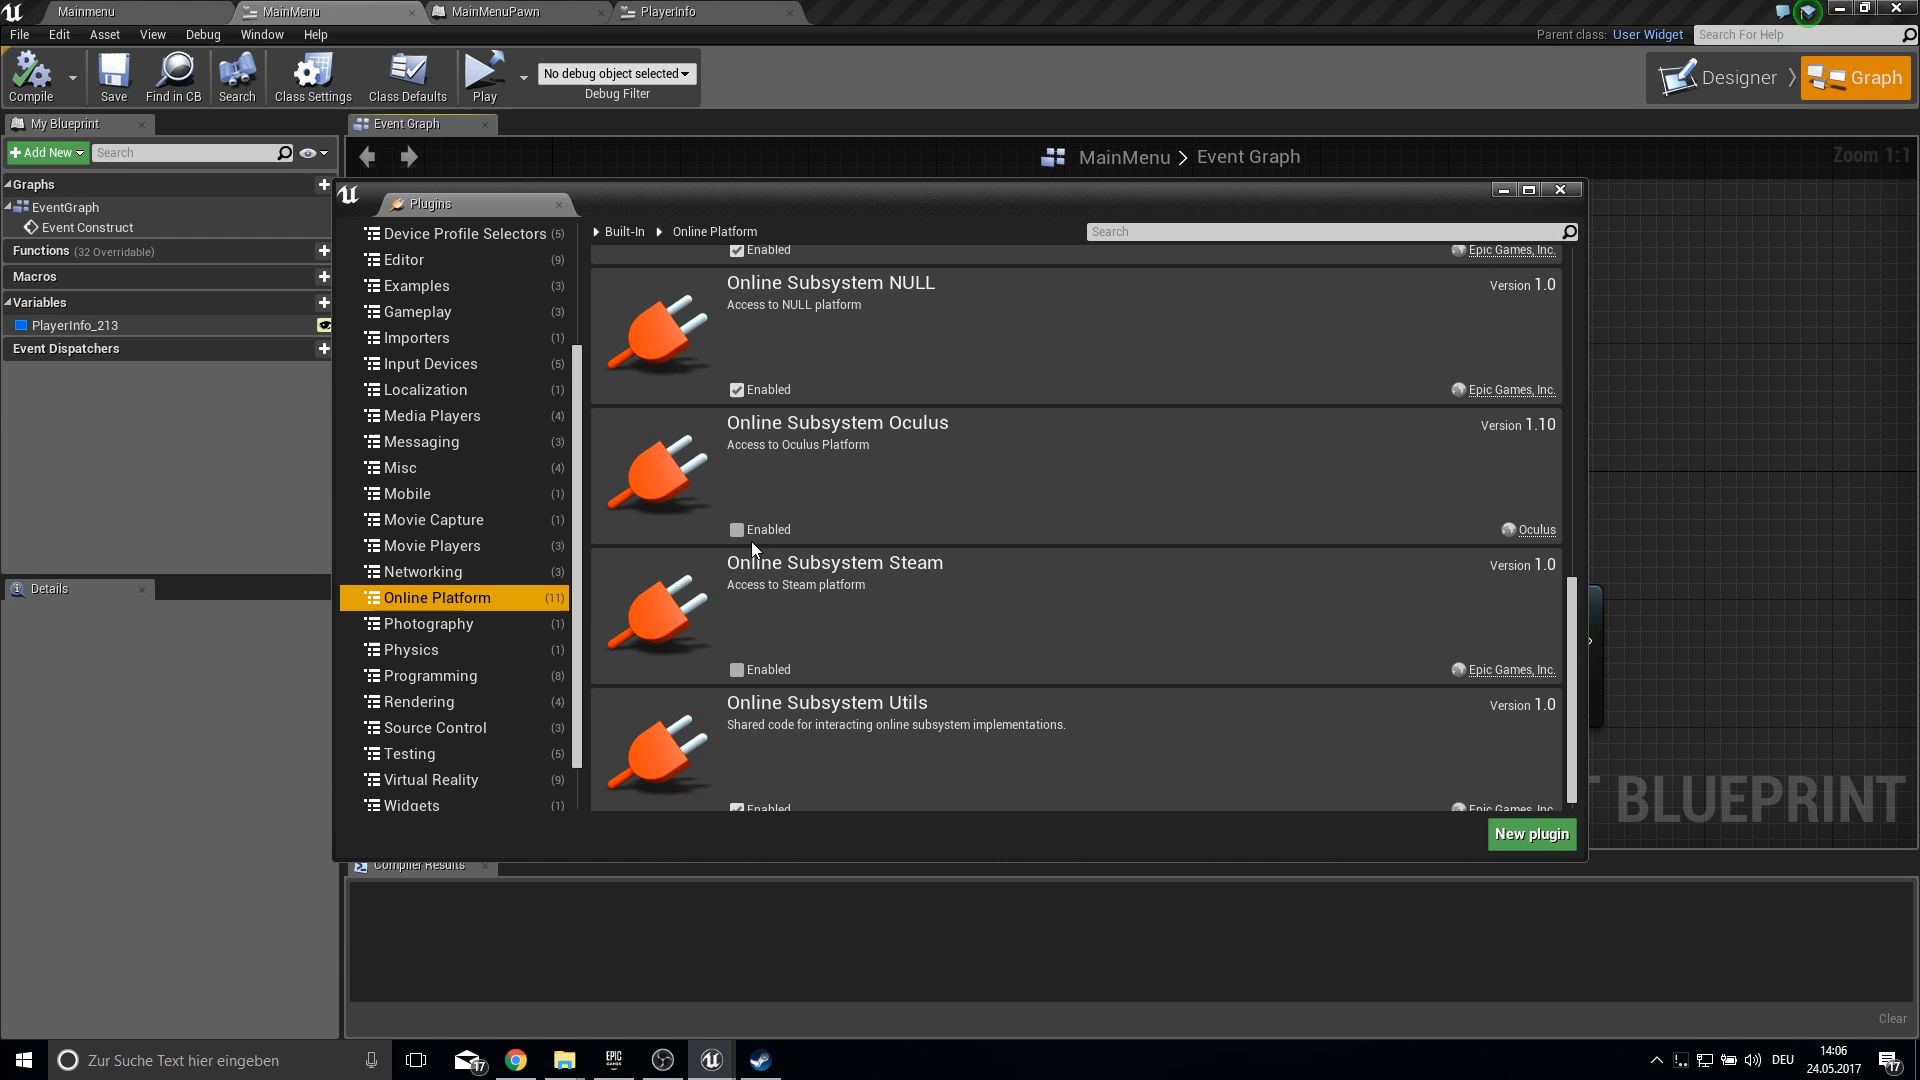 Mainmenu
MainMenu
MainMenuPawn
PlayerInfo
File Edit Asset View Debug Window Help
Parent class: User Widget
Search For Help
Compile
Save
Find in CB
Search
Class Settings
Class Defaults
Play
No debug object selected
Debug Filter
Designer
Graph
My Blueprint
Event Graph
Add New
Search
MainMenu > Event Graph
Zoom 1:1
Graphs
EventGraph
Event Construct
Functions (32 Overridable)
Macros
Variables
PlayerInfo_213
Event Dispatchers
Details
Plugins
Device Profile Selectors (5)
Editor (9)
Examples (3)
Gameplay (3)
Importers (1)
Input Devices (5)
Localization (1)
Media Players (4)
Messaging (3)
Misc (4)
Mobile (1)
Movie Capture (1)
Movie Players (3)
Networking (3)
Online Platform (11)
Photography (1)
Physics (1)
Programming (8)
Rendering (4)
Source Control (3)
Testing (5)
Virtual Reality (9)
Widgets (1)
Built-In Online Platform
Search
Enabled
Epic Games, Inc.
Online Subsystem NULL
Version 1.0
Access to NULL platform
Enabled
Epic Games, Inc.
Online Subsystem Oculus
Version 1.10
Access to Oculus Platform
Enabled
Oculus
Online Subsystem Steam
Version 1.0
Access to Steam platform
Enabled
Epic Games, Inc.
Online Subsystem Utils
Version 1.0
Shared code for interacting online subsystem implementations.
Enabled
Epic Games, Inc.
New plugin
BLUEPRINT
Compiler Results
Clear
Zur Suche Text hier eingeben
17
EPIC GAMES
DEU
14:06
24.05.2017
17